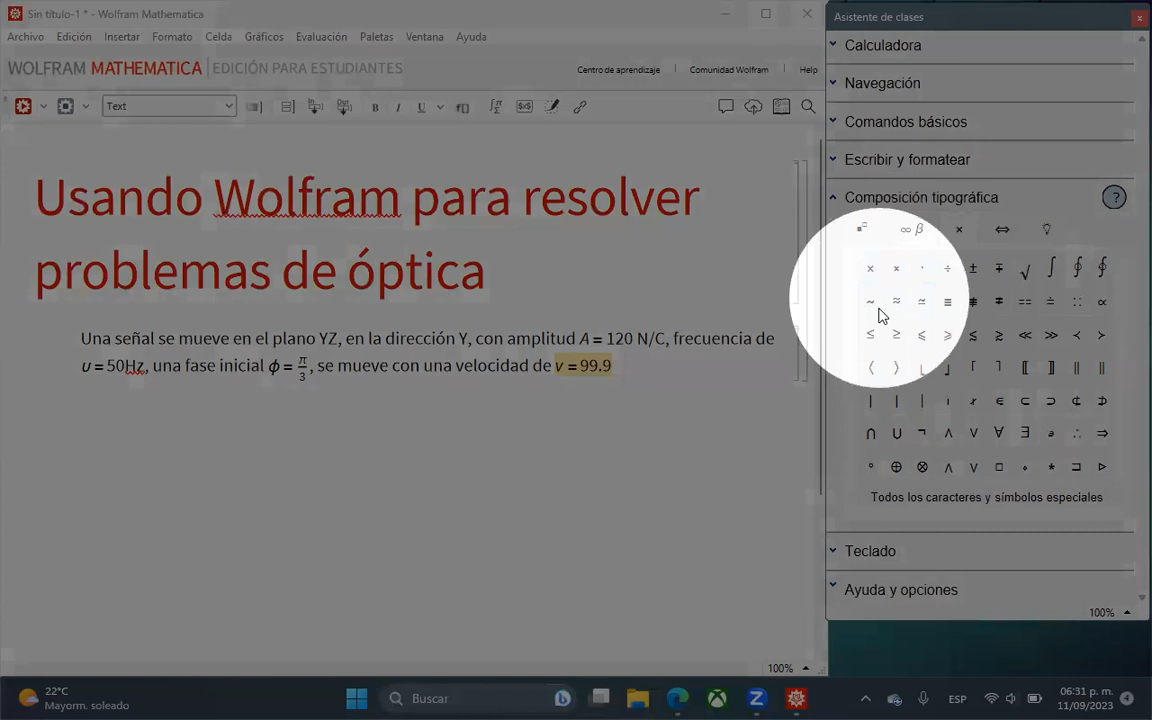 Sin título-1 * - Wolfram Mathematica
Asistente de clases
Archivo Edición Insertar Formato Celda Gráficos Evaluación Paletas Ventana Ayuda
WOLFRAM MATHEMATICA | EDICIÓN PARA ESTUDIANTES
Centro de aprendizaje | Comunidad Wolfram | Help
Text
B I U
Usando Wolfram para resolver
problemas de óptica
Una señal se mueve en el plano YZ, en la dirección Y, con amplitud A = 120 N/C, frecuencia de
υ = 50Hz, una fase inicial ϕ = π/3, se mueve con una velocidad de v = 99.9
100%
Calculadora
Navegación
Comandos básicos
Escribir y formatear
Composición tipográfica ?
∞ β × ⇔
× × · ÷ ± ∓ √ ∫ ∮ ∮
~ ≈ ≃ ≡ ≢ == ≐ ∷ ∝
≤ ≥ ⩽ ⩾ ≶ ≷ ≪ ≫ ≺ ≻
〈 〉 ⌊ ⌋ ⌈ ⌉ 〚 〛 ‖ ‖
∩ ∪ ¬ ∧ ∨ ∀ ∃ ∴ ⇒
° ⊕ ⊗ ∧ ∨ □ ⋄ * ⊐ ▷
Todos los caracteres y símbolos especiales
Teclado
Ayuda y opciones
100%
22°C
Mayorm. soleado
Buscar
ESP
06:31 p. m.
11/09/2023
4